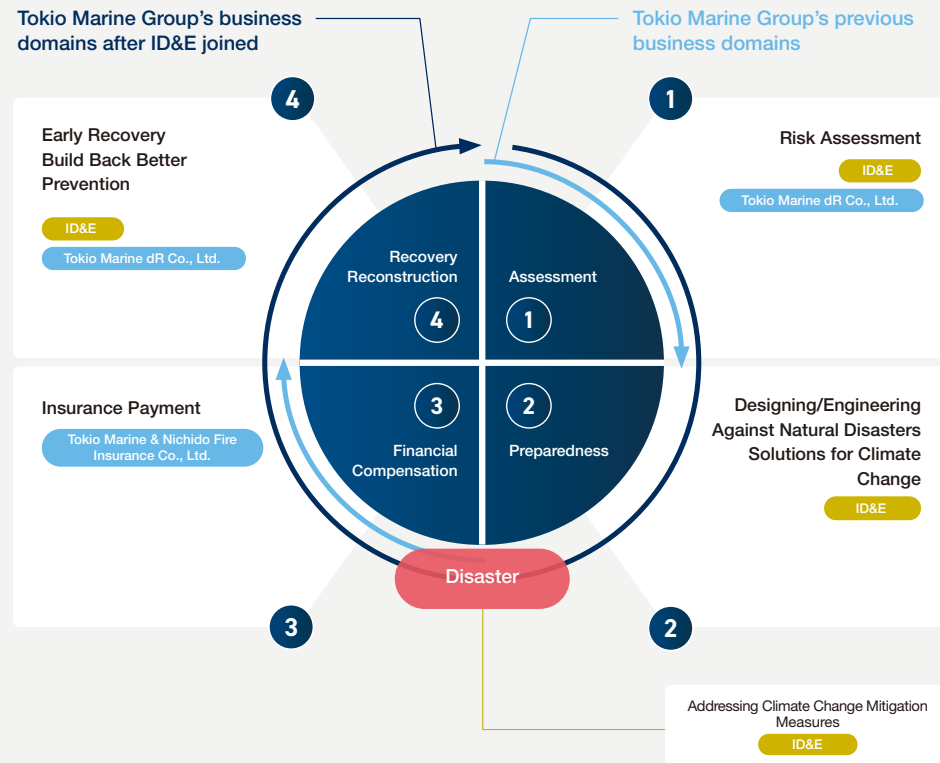 Tokio Marine Group’s business
domains after ID&E joined
Tokio Marine Group’s previous
business domains
4
Early Recovery
Build Back Better
Prevention
ID&E
Tokio Marine dR Co., Ltd.
1
Risk Assessment
ID&E
Tokio Marine dR Co., Ltd.
Recovery
Reconstruction
4
Assessment
1
3
Financial
Compensation
2
Preparedness
Insurance Payment
Tokio Marine & Nichido Fire
Insurance Co., Ltd.
3
Designing/Engineering
Against Natural Disasters
Solutions for Climate
Change
ID&E
2
Disaster
Addressing Climate Change Mitigation
Measures
ID&E